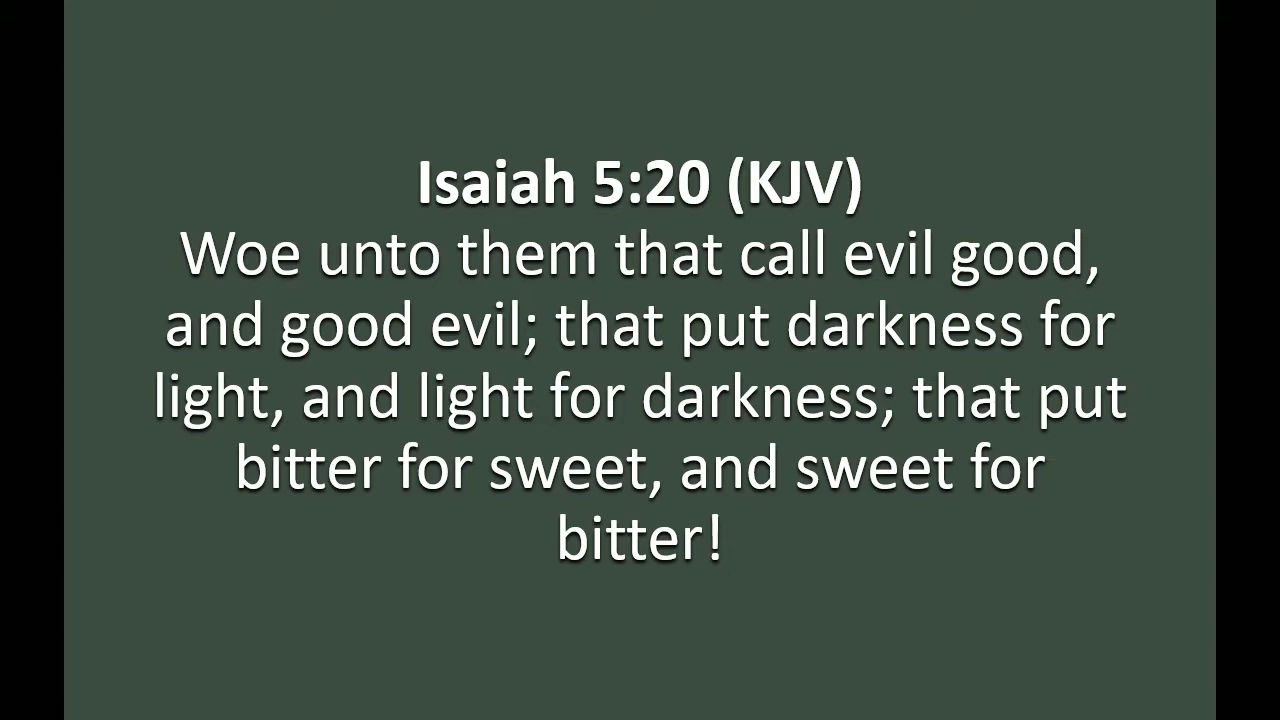 Isaiah 5:20 (KJV)
Woe unto them that call evil good,
and good evil; that put darkness for
light, and light for darkness; that put
bitter for sweet, and sweet for
bitter!